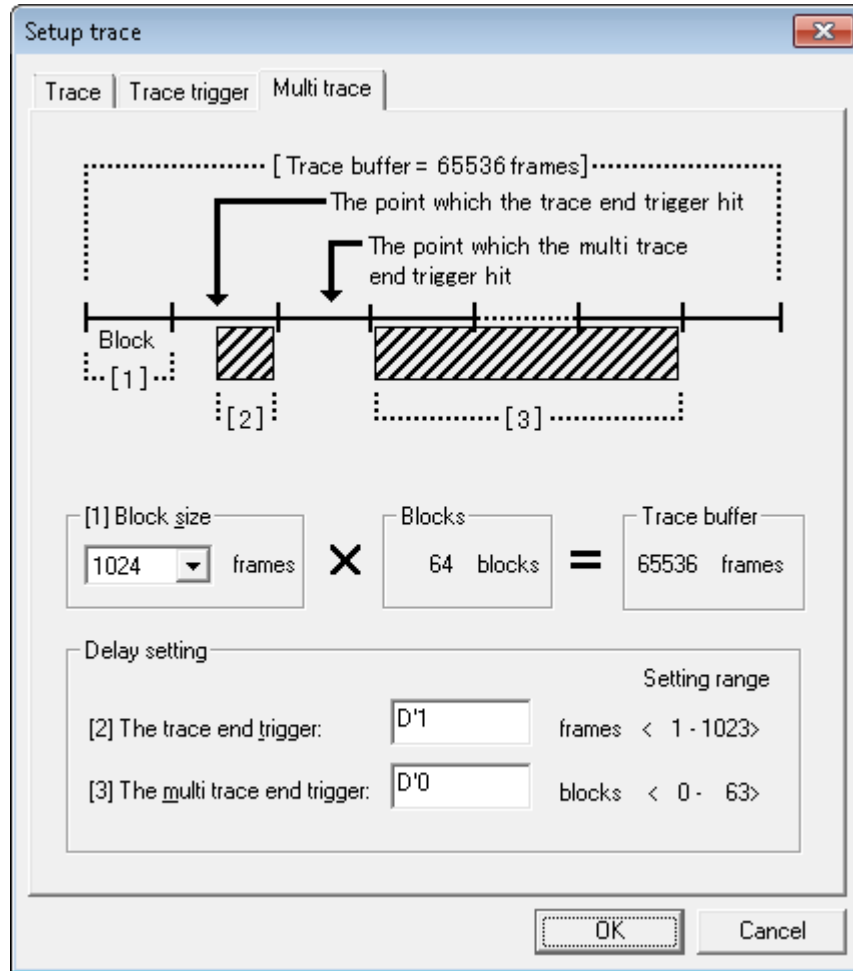 Setup trace
Trace
Trace trigger
Multi trace
[ Trace buffer = 65536 frames]
The point which the trace end trigger hit
The point which the multi trace
end trigger hit
Block
[1]
[2]
[3]
[1] Block size
Blocks
Trace buffer
1024 frames × 64 blocks = 65536 frames
Delay setting
Setting range
[2] The trace end trigger: D'1 frames < 1 - 1023>
[3] The multi trace end trigger: D'0 blocks < 0 - 63>
OK
Cancel